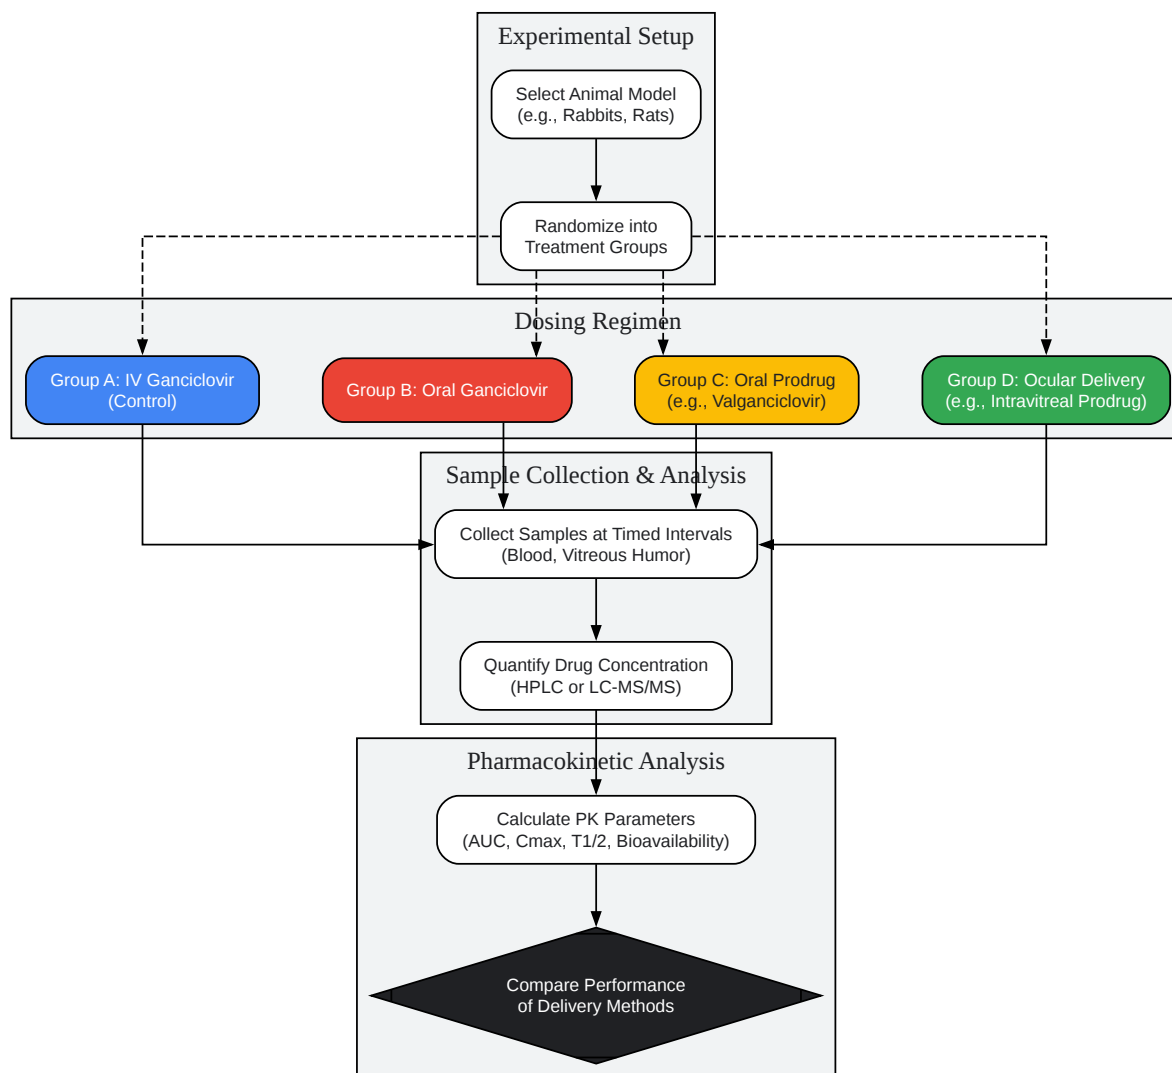 Experimental Setup
Select Animal Model
(e.g., Rabbits, Rats)
Randomize into
Treatment Groups
Dosing Regimen
Group A: IV Ganciclovir
(Control)
Group B: Oral Ganciclovir
Group C: Oral Prodrug
(e.g., Valganciclovir)
Group D: Ocular Delivery
(e.g., Intravitreal Prodrug)
Sample Collection & Analysis
Collect Samples at Timed Intervals
(Blood, Vitreous Humor)
Quantify Drug Concentration
(HPLC or LC-MS/MS)
Pharmacokinetic Analysis
Calculate PK Parameters
(AUC, Cmax, T1/2, Bioavailability)
Compare Performance
of Delivery Methods